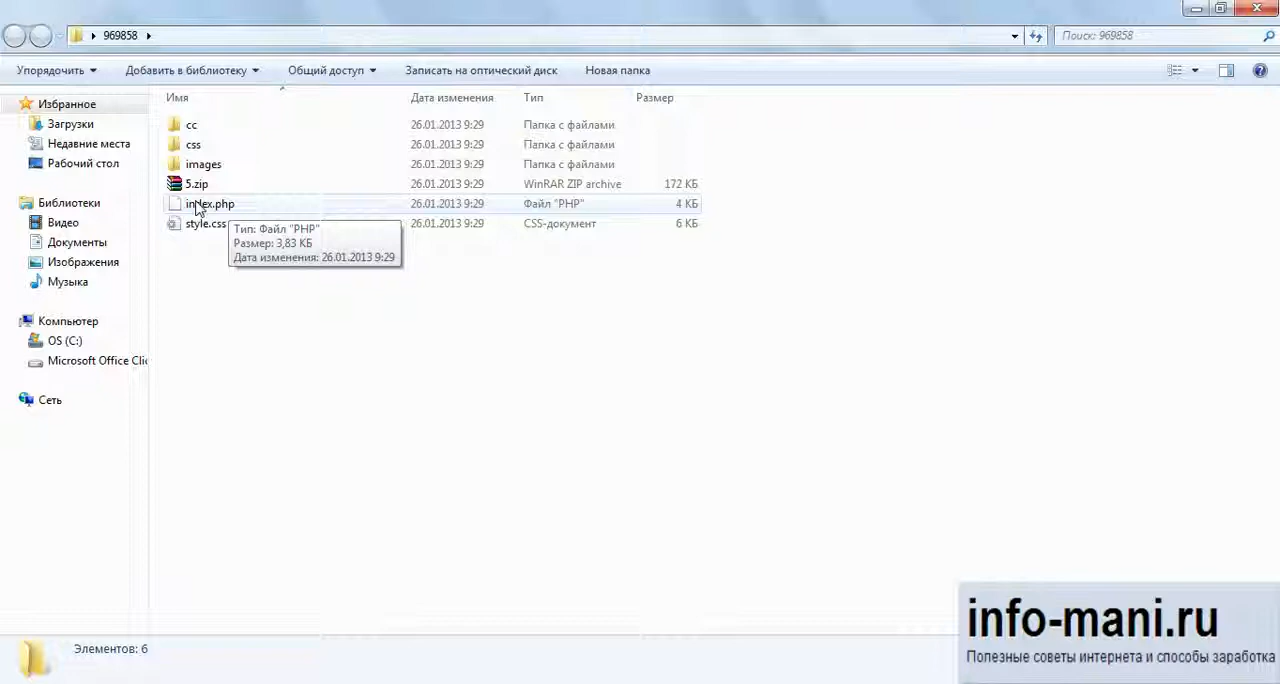 969858
Поиск: 969858
Упорядочить
Добавить в библиотеку
Общий доступ
Записать на оптический диск
Новая папка
Избранное
Загрузки
Недавние места
Рабочий стол
Библиотеки
Видео
Документы
Изображения
Музыка
Компьютер
OS (C:)
Microsoft Office Clic
Сеть
Имя Дата изменения Тип Размер
cc 26.01.2013 9:29 Папка с файлами
css 26.01.2013 9:29 Папка с файлами
images 26.01.2013 9:29 Папка с файлами
5.zip 26.01.2013 9:29 WinRAR ZIP archive 172 КБ
index.php 26.01.2013 9:29 Файл "PHP" 4 КБ
style.css 26.01.2013 9:29 CSS-документ 6 КБ
Тип: Файл "PHP"
Размер: 3,83 КБ
Дата изменения: 26.01.2013 9:29
Элементов: 6
info-mani.ru
Полезные советы интернета и способы заработка